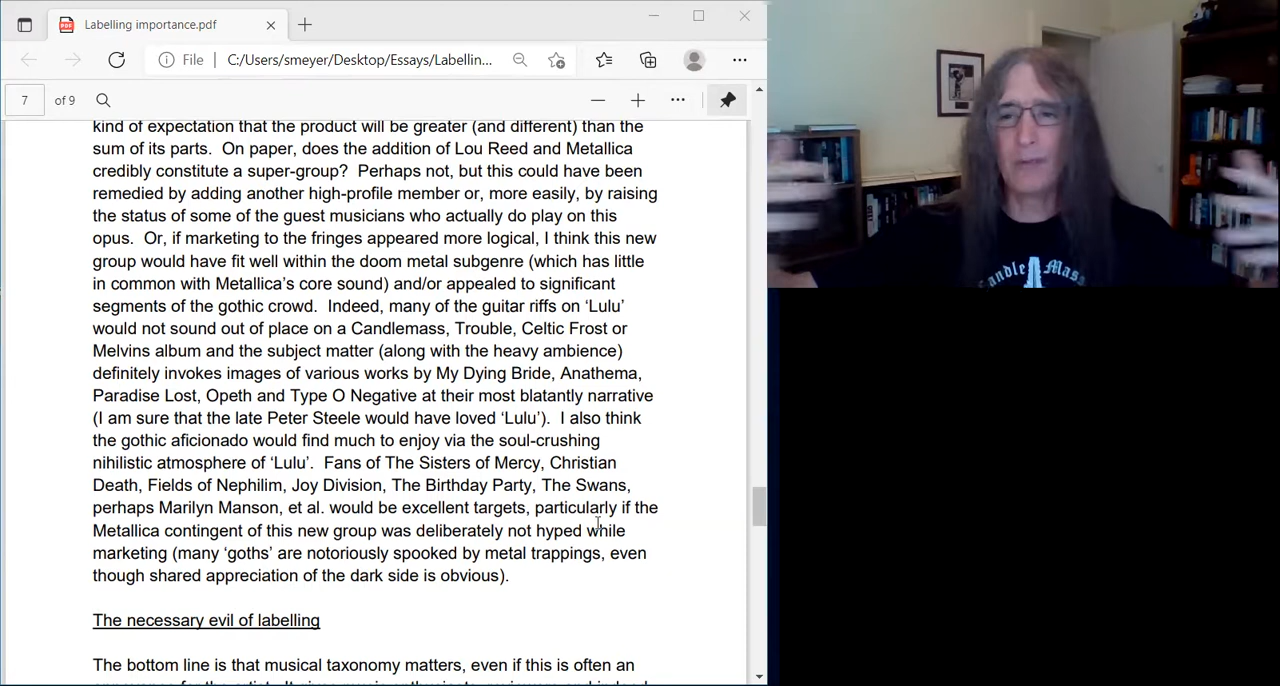 Labelling importance.pdf
File
C:/Users/smeyer/Desktop/Essays/Labellin...
7 of 9
kind of expectation that the product will be greater (and different) than the
sum of its parts.  On paper, does the addition of Lou Reed and Metallica
credibly constitute a super-group?  Perhaps not, but this could have been
remedied by adding another high-profile member or, more easily, by raising
the status of some of the guest musicians who actually do play on this
opus.  Or, if marketing to the fringes appeared more logical, I think this new
group would have fit well within the doom metal subgenre (which has little
in common with Metallica's core sound) and/or appealed to significant
segments of the gothic crowd.  Indeed, many of the guitar riffs on 'Lulu'
would not sound out of place on a Candlemass, Trouble, Celtic Frost or
Melvins album and the subject matter (along with the heavy ambience)
definitely invokes images of various works by My Dying Bride, Anathema,
Paradise Lost, Opeth and Type O Negative at their most blatantly narrative
(I am sure that the late Peter Steele would have loved 'Lulu').  I also think
the gothic aficionado would find much to enjoy via the soul-crushing
nihilistic atmosphere of 'Lulu'.  Fans of The Sisters of Mercy, Christian
Death, Fields of Nephilim, Joy Division, The Birthday Party, The Swans,
perhaps Marilyn Manson, et al. would be excellent targets, particularly if the
Metallica contingent of this new group was deliberately not hyped while
marketing (many 'goths' are notoriously spooked by metal trappings, even
though shared appreciation of the dark side is obvious).
The necessary evil of labelling
The bottom line is that musical taxonomy matters, even if this is often an
andle Mass